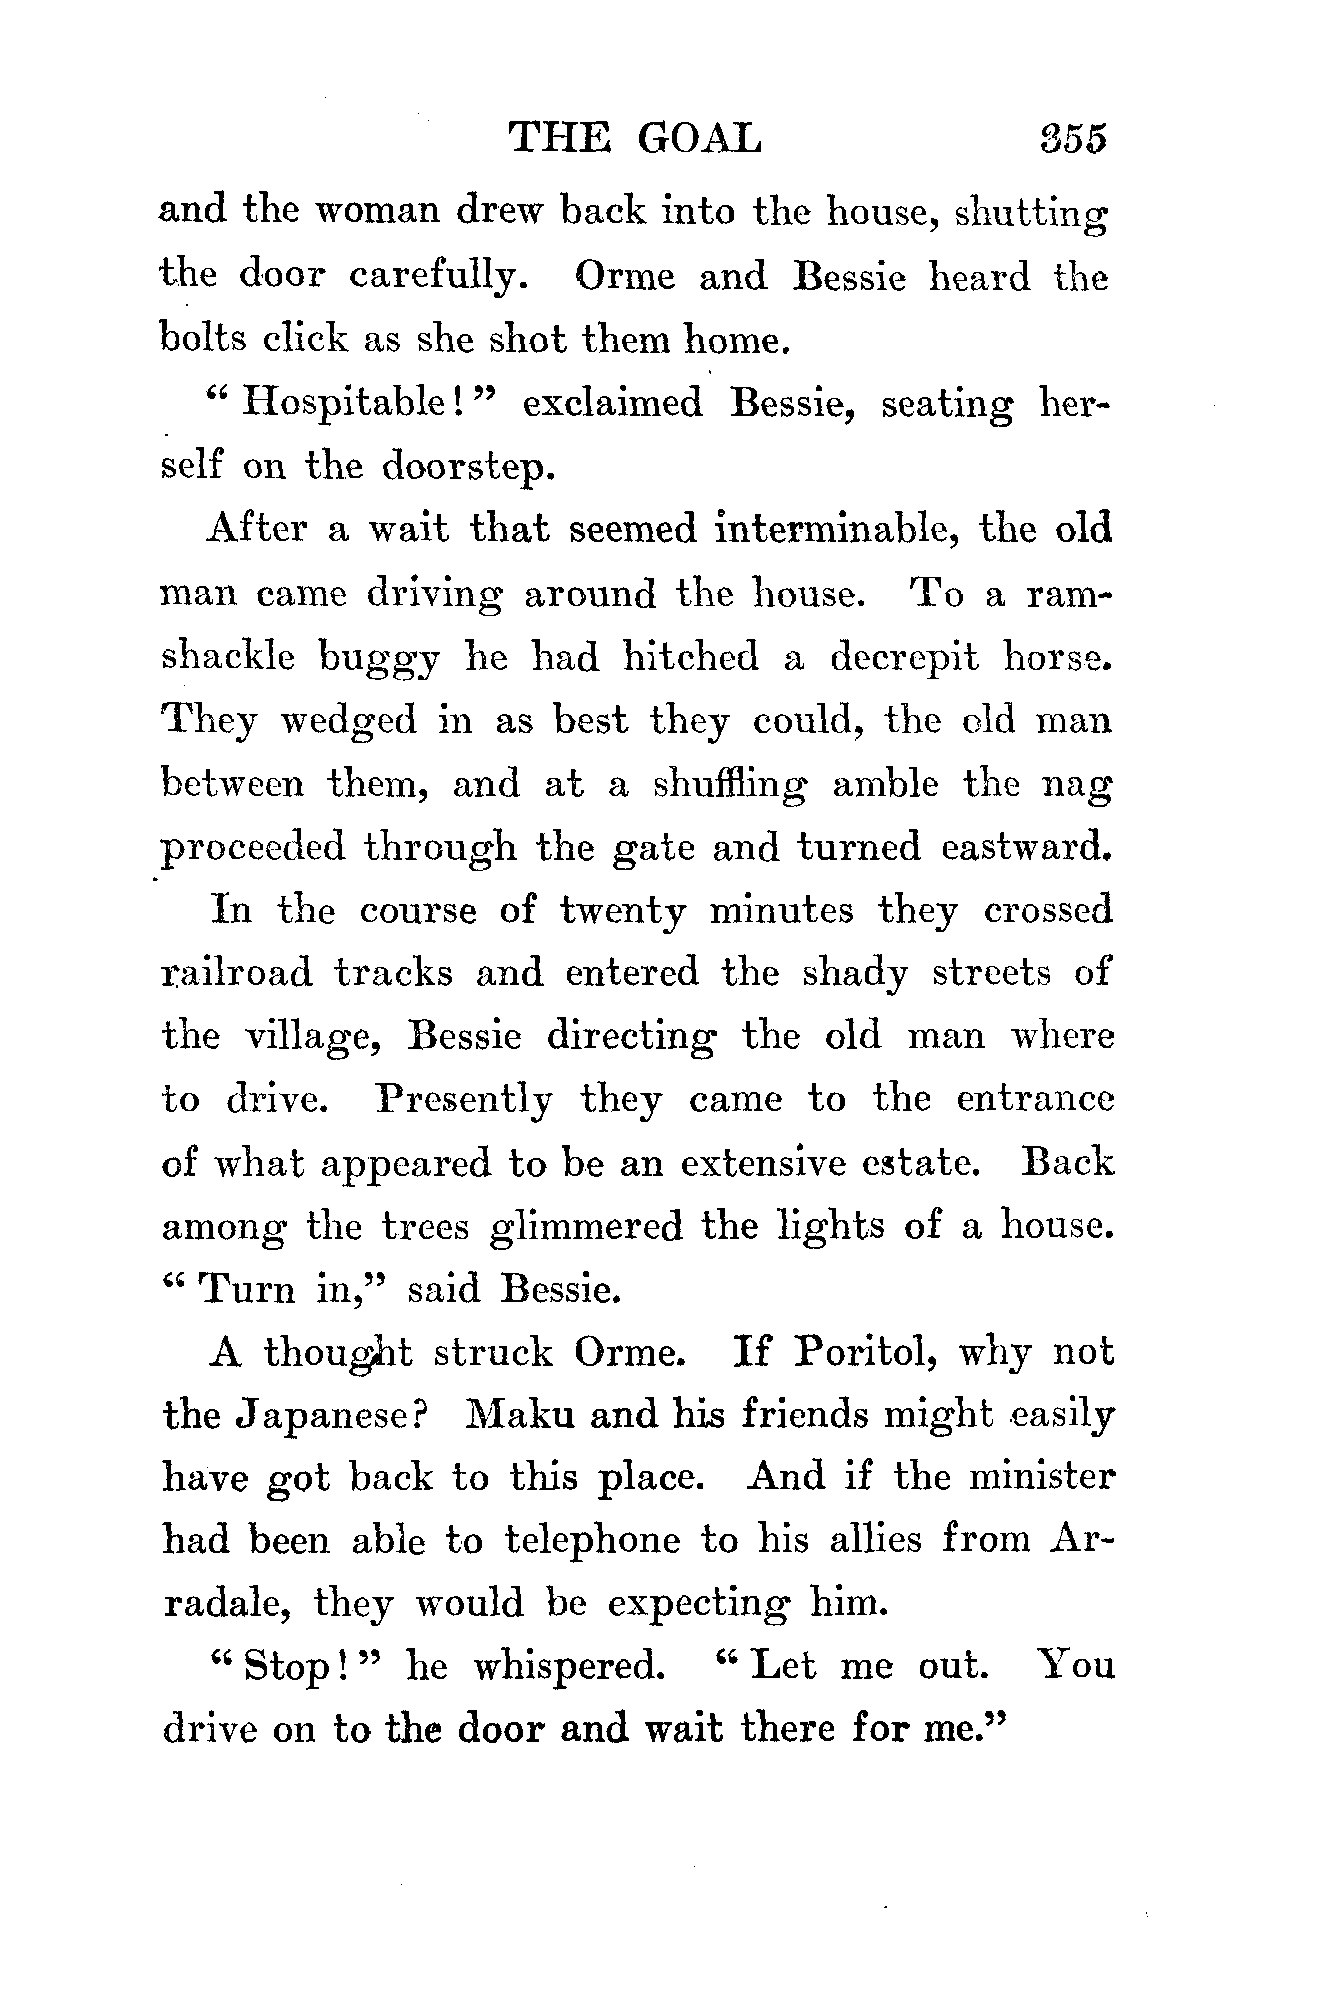 THE GOAL 355
and the woman drew back into the house, shutting
the door carefully. Orme and Bessie heard the
bolts click as she shot them home.
“ Hospitable! ” exclaimed Bessie, seating her-
self on the doorstep.
After a wait that seemed interminable, the old
man came driving around the house. To a ram-
shackle buggy he had hitched a decrepit horse.
They wedged in as best they could, the old man
between them, and at a shuffling amble the nag
proceeded through the gate and turned eastward.
In the course of twenty minutes they crossed
railroad tracks and entered the shady streets of
the village, Bessie directing the old man where
to drive. Presently they came to the entrance
of what appeared to be an extensive estate. Back
among the trees glimmered the lights of a house.
“ Turn in,” said Bessie.
A thought struck Orme. If Poritol, why not
the Japanese? Maku and his friends might easily
have got back to this place. And if the minister
had been able to telephone to his allies from Ar-
radale, they would be expecting him.
“ Stop! ” he whispered. “ Let me out. You
drive on to the door and wait there for me.”